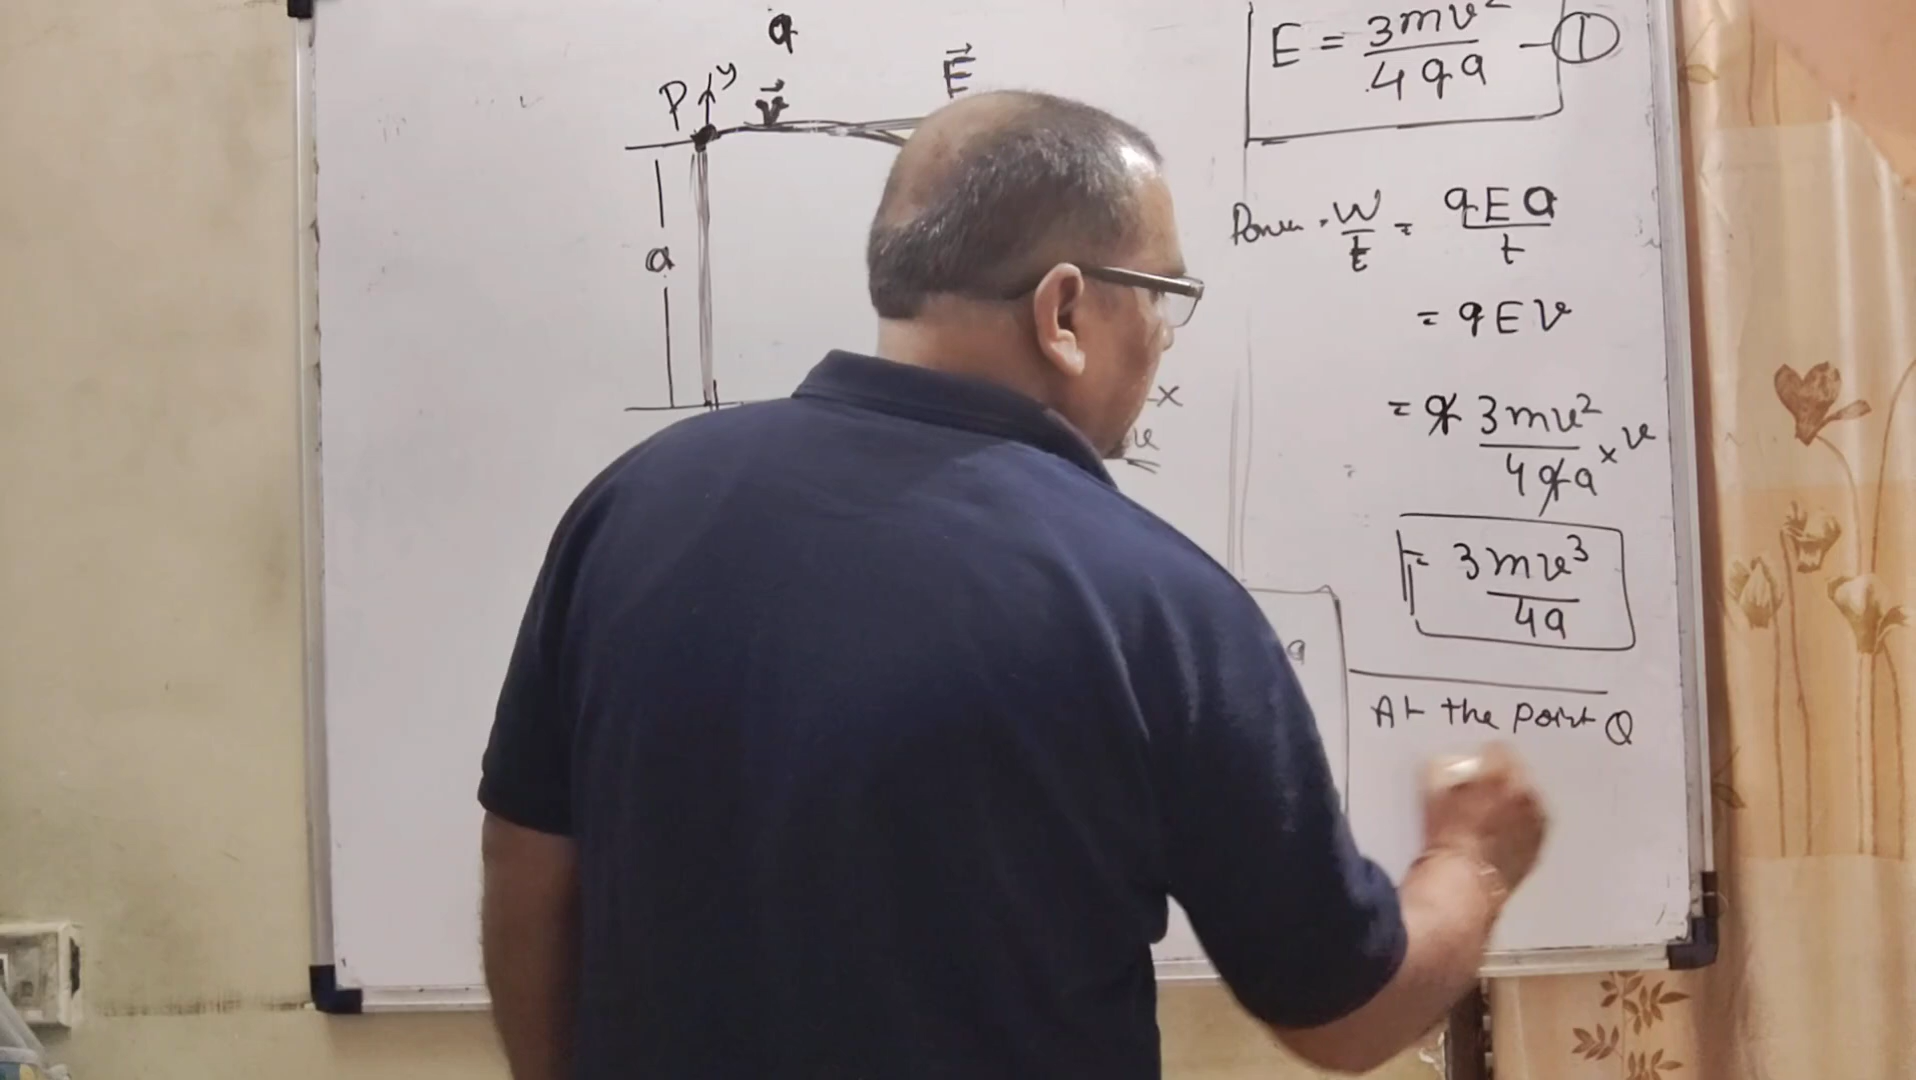 q
P
y
v⃗
E⃗
a
x
v
E = 3mv²/4qa - ①
Power = W/t = qEa/t
= qEv
= q 3mv²/4qa × v
= 3mv³/4a
a
At the point Q